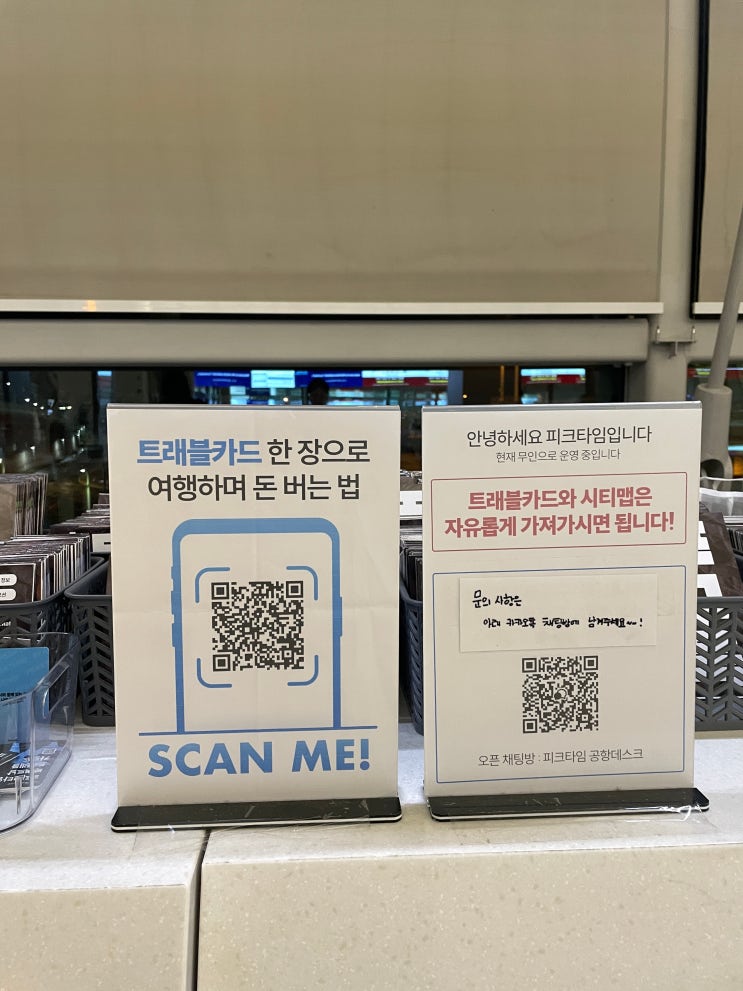 트래블카드 한 장으로
여행하며 돈 버는 법
SCAN ME!
안녕하세요 피크타임입니다
현재 무인으로 운영 중입니다
트래블카드와 시티맵은
자유롭게 가져가시면 됩니다!
문의 사항은
아래 카카오톡 채팅방에 남겨주세요~!
오픈 채팅방 : 피크타임 공항데스크